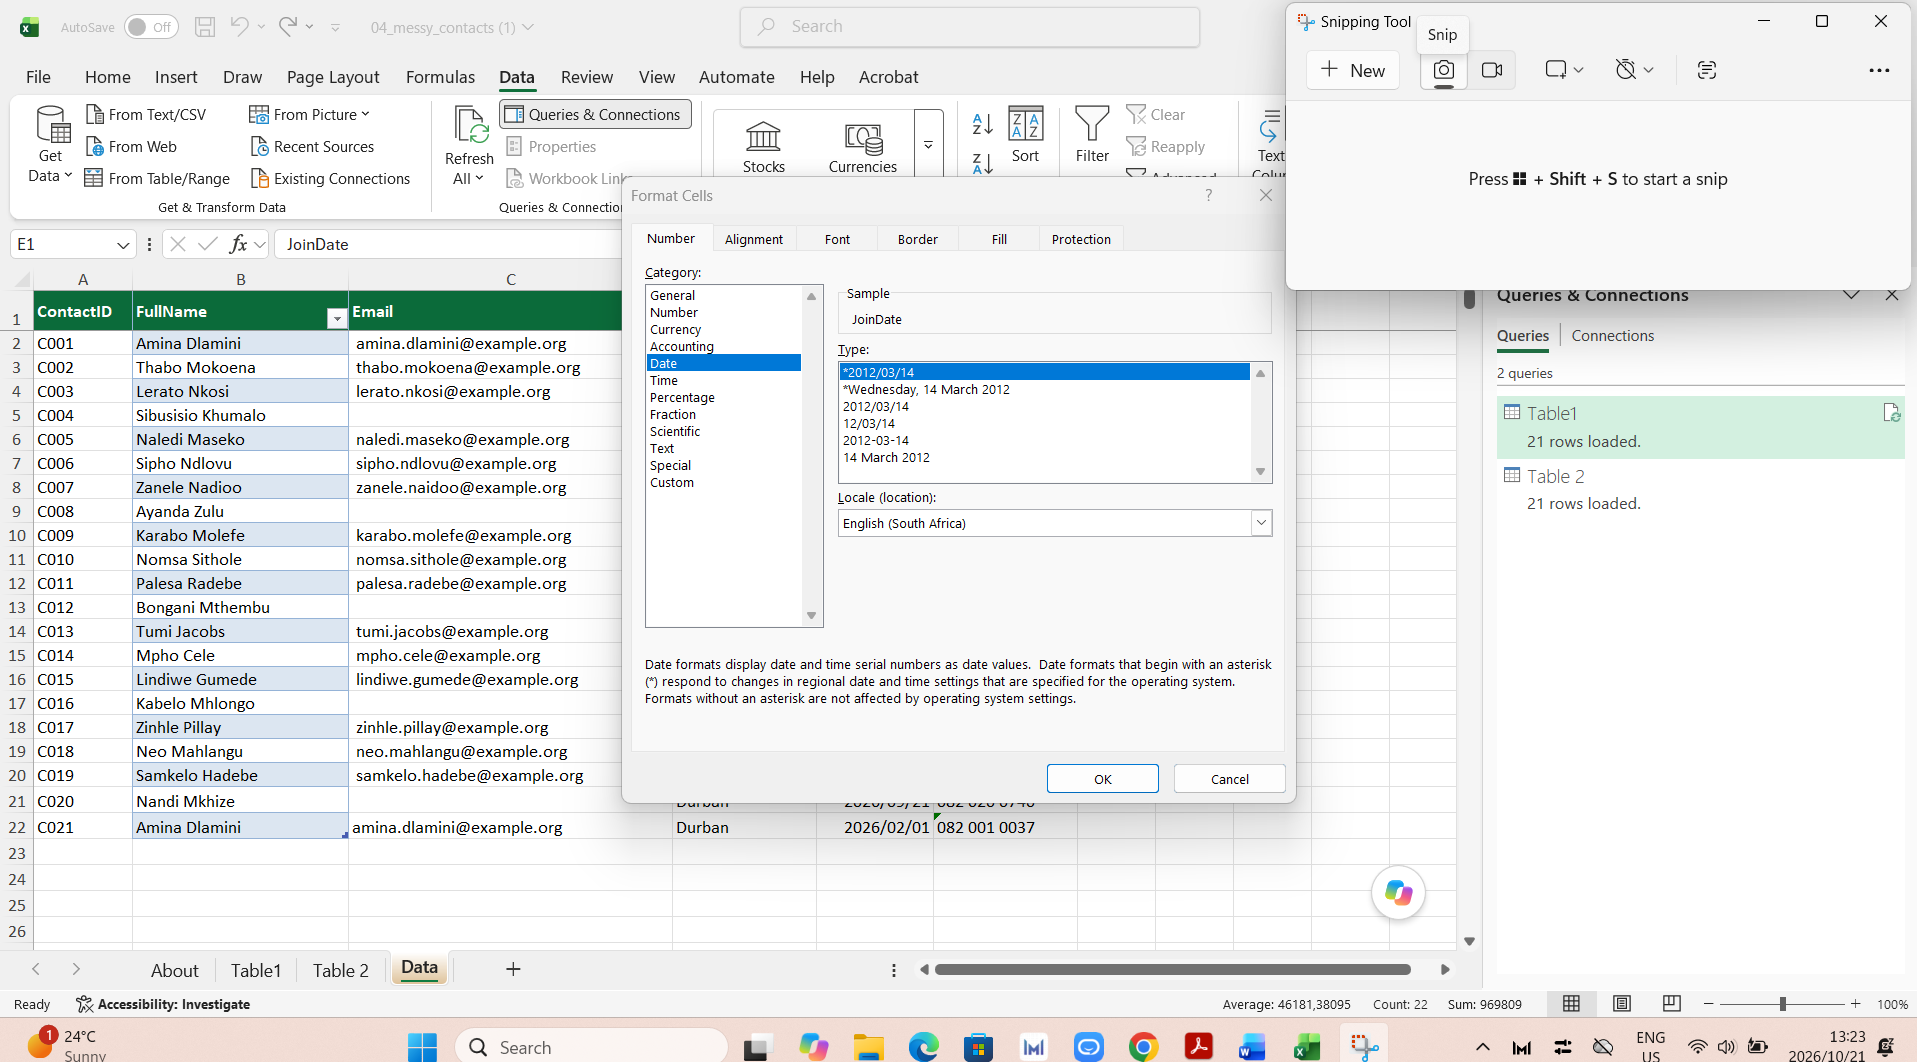 AutoSave Off 04_messy_contacts (1) Search
File Home Insert Draw Page Layout Formulas Data Review View Automate Help Acrobat
Get Data
From Text/CSV
From Web
From Table/Range
From Picture
Recent Sources
Existing Connections
Get & Transform Data
Refresh All
Queries & Connections
Properties
Workbook Links
Queries & Connection
Stocks
Currencies
Sort
Filter
Clear
Reapply
Advanced
Text
Colu
Snipping Tool
Snip
New
Press + Shift + S to start a snip
E1 fx JoinDate
A B C
1 ContactID FullName Email
2 C001 Amina Dlamini amina.dlamini@example.org
3 C002 Thabo Mokoena thabo.mokoena@example.org
4 C003 Lerato Nkosi lerato.nkosi@example.org
5 C004 Sibusisio Khumalo
6 C005 Naledi Maseko naledi.maseko@example.org
7 C006 Sipho Ndlovu sipho.ndlovu@example.org
8 C007 Zanele Nadioo zanele.naidoo@example.org
9 C008 Ayanda Zulu
10 C009 Karabo Molefe karabo.molefe@example.org
11 C010 Nomsa Sithole nomsa.sithole@example.org
12 C011 Palesa Radebe palesa.radebe@example.org
13 C012 Bongani Mthembu
14 C013 Tumi Jacobs tumi.jacobs@example.org
15 C014 Mpho Cele mpho.cele@example.org
16 C015 Lindiwe Gumede lindiwe.gumede@example.org
17 C016 Kabelo Mhlongo
18 C017 Zinhle Pillay zinhle.pillay@example.org
19 C018 Neo Mahlangu neo.mahlangu@example.org
20 C019 Samkelo Hadebe samkelo.hadebe@example.org
21 C020 Nandi Mkhize Durban
22 C021 Amina Dlamini amina.dlamini@example.org Durban 2026/02/01 082 001 0037
23
24
25
26
Format Cells ?
Number Alignment Font Border Fill Protection
Category:
General
Number
Currency
Accounting
Date
Time
Percentage
Fraction
Scientific
Text
Special
Custom
Sample
JoinDate
Type:
*2012/03/14
*Wednesday, 14 March 2012
2012/03/14
12/03/14
2012-03-14
14 March 2012
Locale (location):
English (South Africa)
Date formats display date and time serial numbers as date values. Date formats that begin with an asterisk
(*) respond to changes in regional date and time settings that are specified for the operating system.
Formats without an asterisk are not affected by operating system settings.
OK Cancel
Queries & Connections
Queries Connections
2 queries
Table1
21 rows loaded.
Table 2
21 rows loaded.
About Table1 Table 2 Data
Ready Accessibility: Investigate Average: 46181,38095 Count: 22 Sum: 969809 100%
1 24°C
Sunny
Search
ENG
US
13:23
2026/10/21